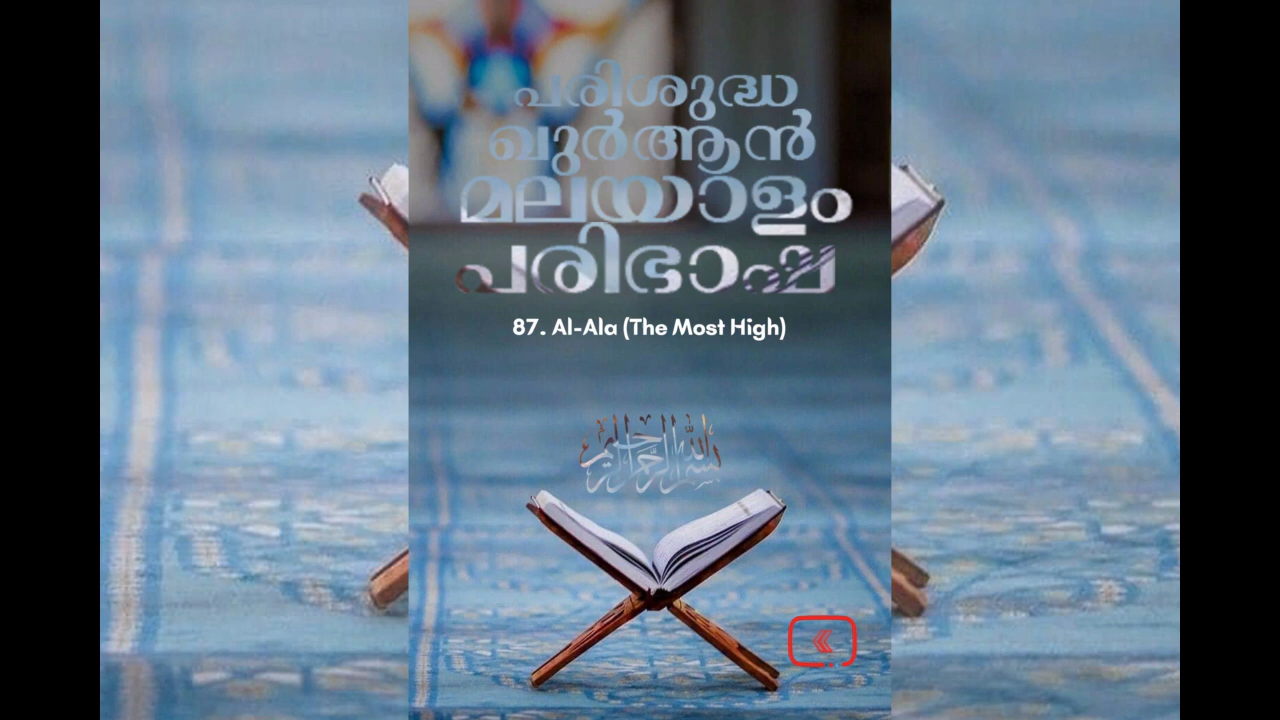 പരിശുദ്ധ
ഖുർആൻ
മലയാളം
പരിഭാഷ
87. Al-Ala (The Most High)
بسم الله الرحمن الرحيم